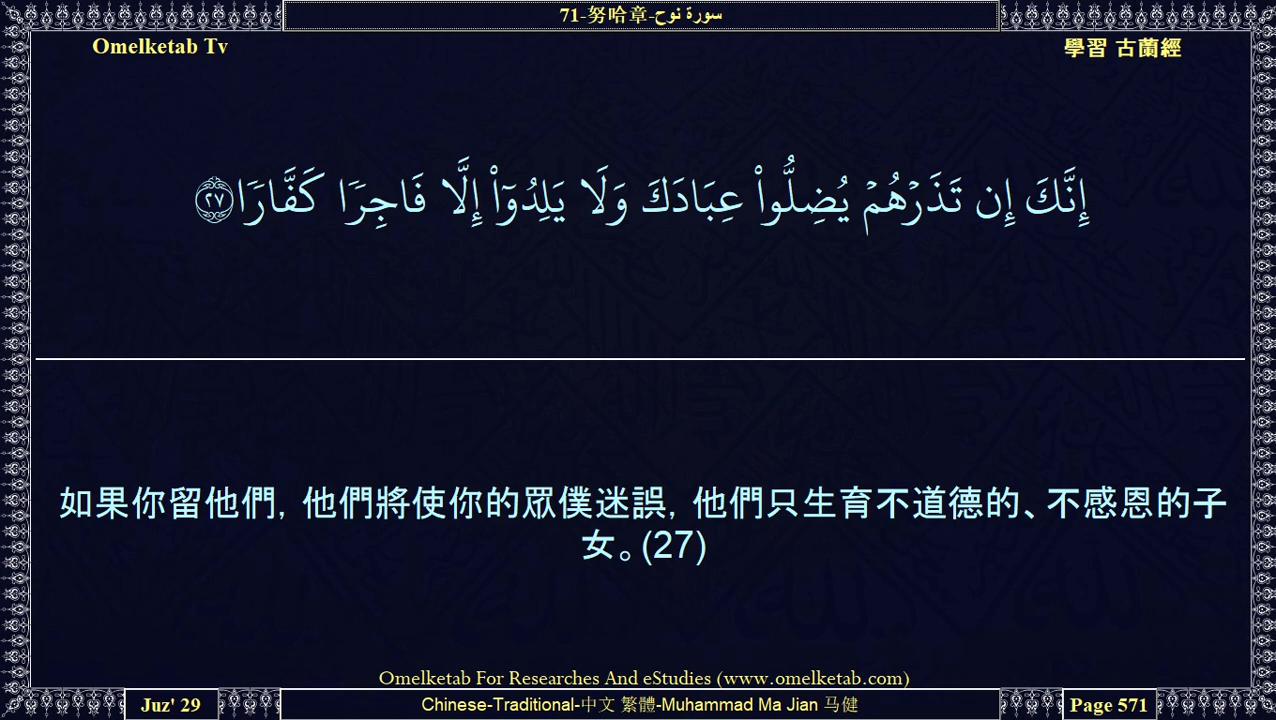 71-努哈章-سورة نوح
Omelketab Tv
學習 古蘭經
إِنَّكَ إِن تَذَرۡهُمۡ يُضِلُّواْ عِبَادَكَ وَلَا يَلِدُوٓاْ إِلَّا فَاجِرٗا كَفَّارٗا ٢٧
如果你留他們，他們將使你的眾僕迷誤，他們只生育不道德的、不感恩的子
女。(27)
Omelketab For Researches And eStudies (www.omelketab.com)
Juz' 29
Chinese-Traditional-中文 繁體-Muhammad Ma Jian 马健
Page 571